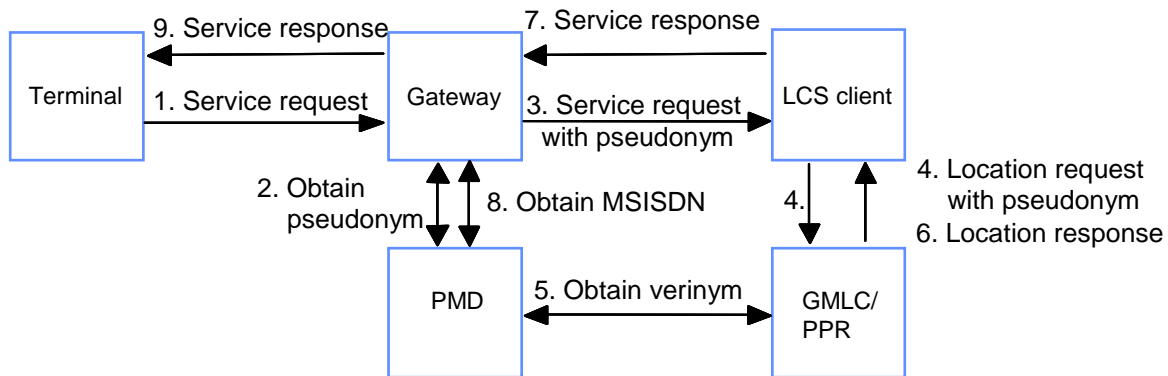 9. Service response
7. Service response
Terminal
1. Service request
Gateway
3. Service request
with pseudonym
LCS client
2. Obtain
pseudonym
8. Obtain MSISDN
4.
4. Location request
with pseudonym
6. Location response
PMD
5. Obtain verinym
GMLC/
PPR